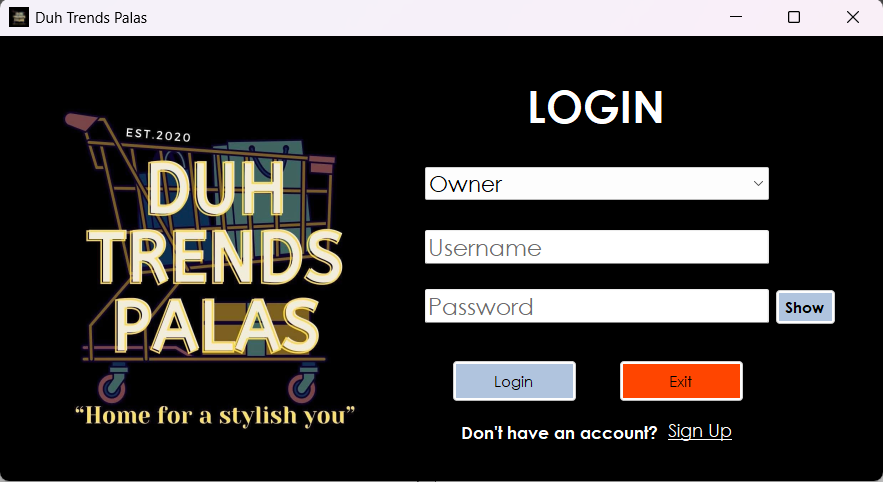 Duh Trends Palas
EST.2020
DUH
TRENDS
PALAS
“Home for a stylish you”
LOGIN
Owner
Username
Password
Show
Login
Exit
Don't have an account? Sign Up